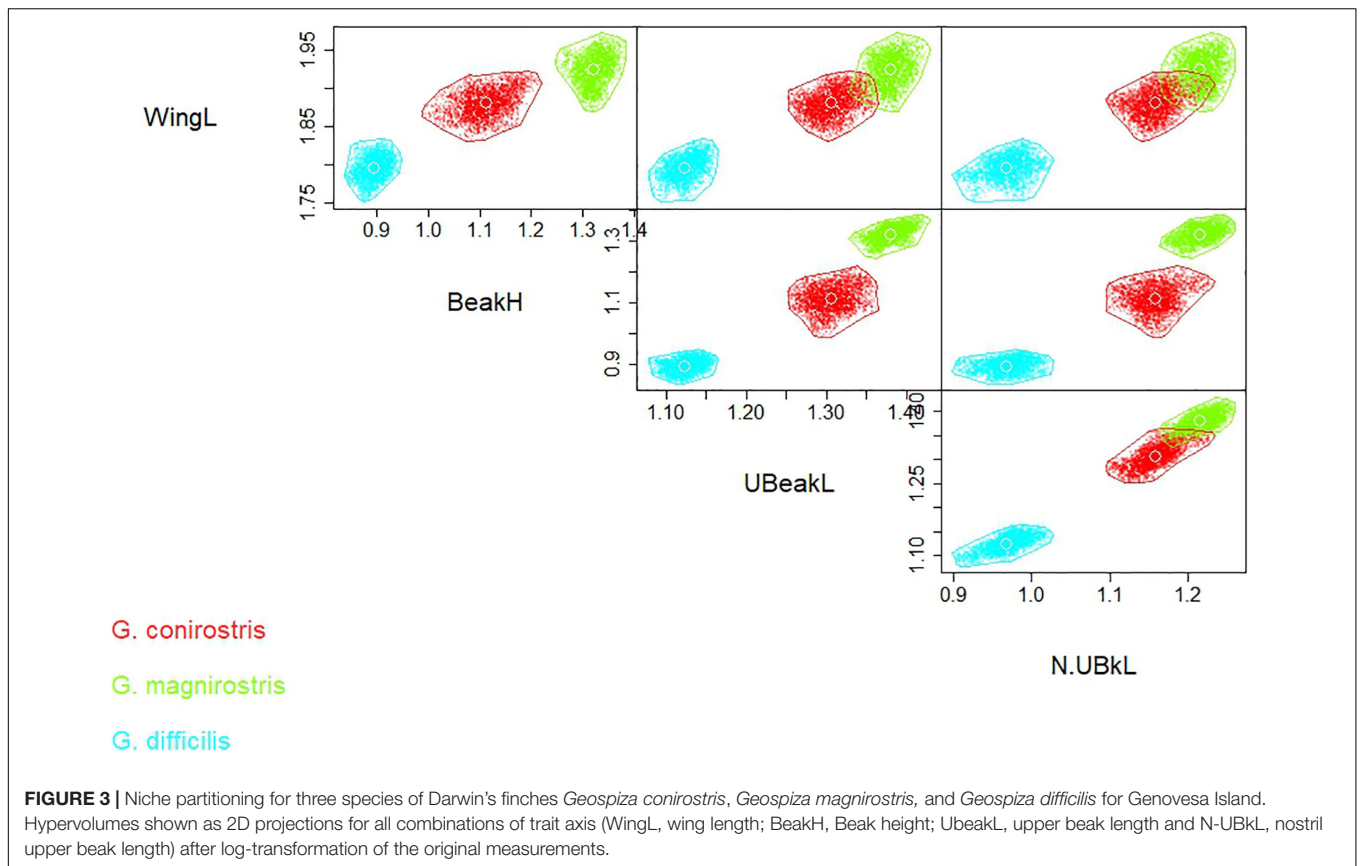 WingL
1.75 1.85 1.95
0.9 1.0 1.1 1.2 1.3 1.4
BeakH
0.9 1.1 1.3
1.10 1.20 1.30 1.40
UBeakL
1.10 1.25 1.40
0.9 1.0 1.1 1.2
N.UBkL
G. conirostris
G. magnirostris
G. difficilis
FIGURE 3 | Niche partitioning for three species of Darwin's finches Geospiza conirostris, Geospiza magnirostris, and Geospiza difficilis for Genovesa Island.
Hypervolumes shown as 2D projections for all combinations of trait axis (WingL, wing length; BeakH, Beak height; UbeakL, upper beak length and N-UBkL, nostril
upper beak length) after log-transformation of the original measurements.